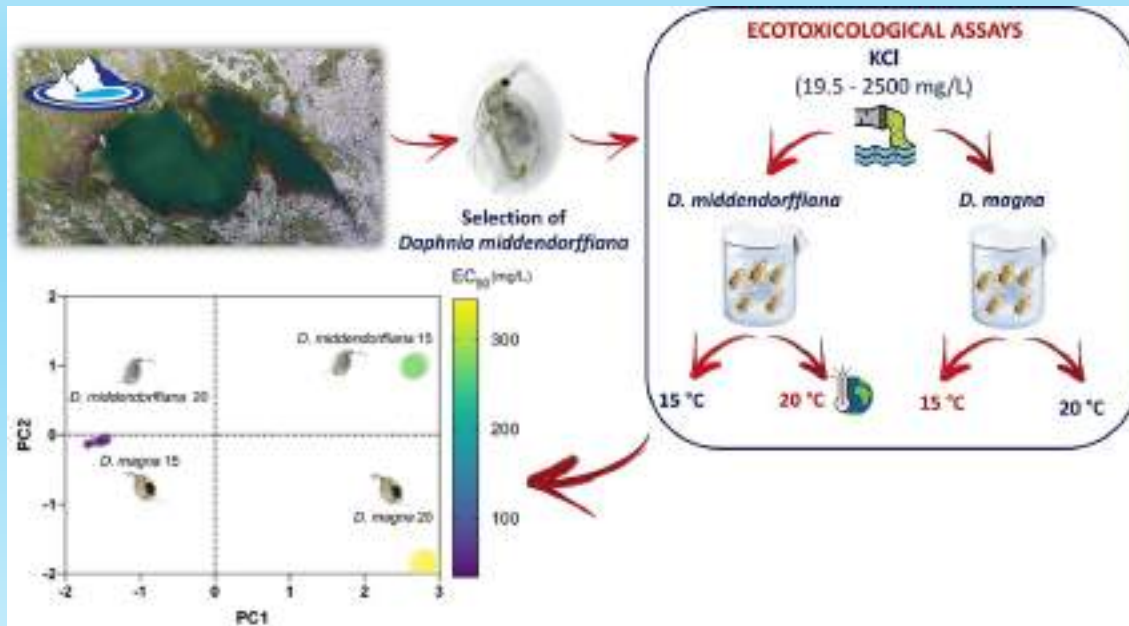 ECOTOXICOLOGICAL ASSAYS
KCl
(19.5 - 2500 mg/L)
Selection of
Daphnia middendorffiana
D. middendorffiana
D. magna
15 °C
20 °C
15 °C
20 °C
EC50 (mg/L)
300
200
100
2
1
0
-1
-2
PC2
D. middendorffiana 15
D. middendorffiana 20
D. magna 15
D. magna 20
-2
-1
0
1
2
3
PC1